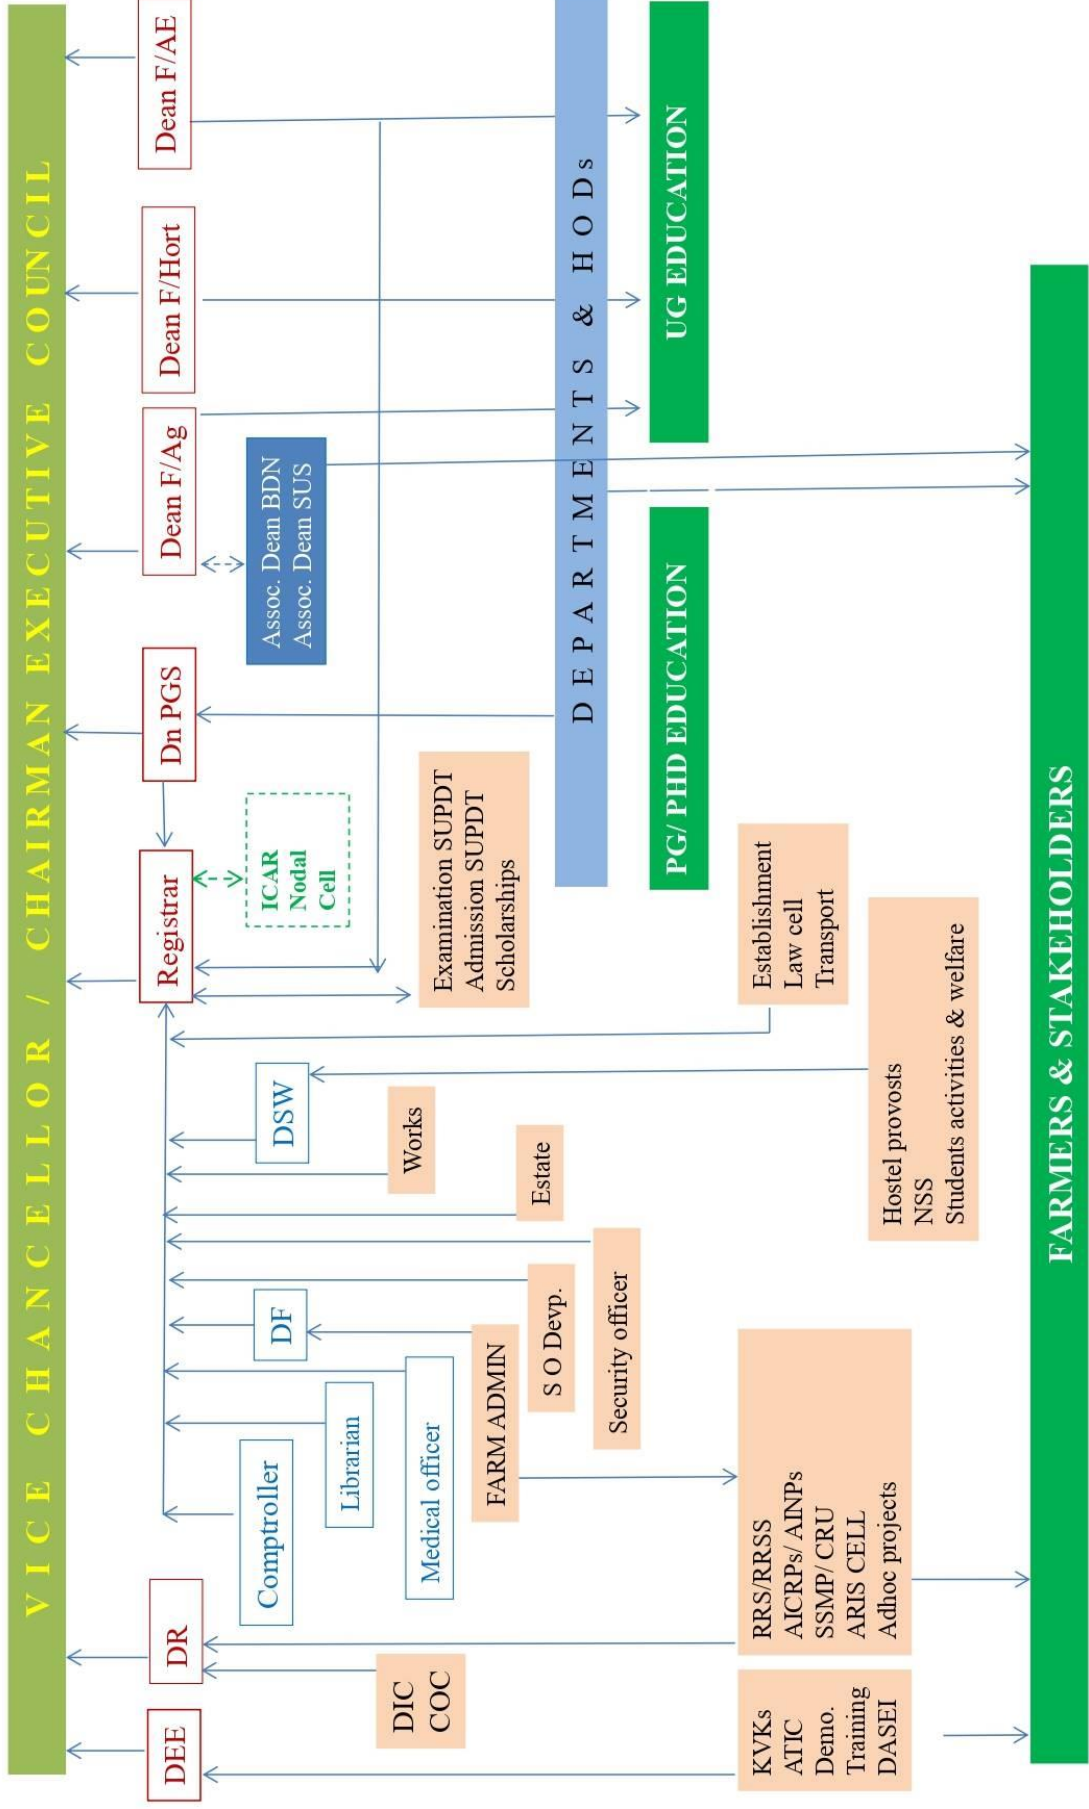 VICE CHANCELLOR / CHAIRMAN EXECUTIVE COUNCIL
DEE
DR
Registrar
Dn PGS
Dean F/Ag
Dean F/Hort
Dean F/AE
Comptroller
DF
DSW
ICAR
Nodal
Cell
Assoc. Dean BDN
Assoc. Dean SUS
Librarian
DIC
COC
Medical officer
Works
Examination SUPDT
Admission SUPDT
Scholarships
FARM ADMIN
S O Devp.
Estate
Security officer
DEPARTMENTS & HODs
PG/ PHD EDUCATION
UG EDUCATION
KVKs
ATIC
Demo.
Training
DASEI
RRS/RRSS
AICRPs/ AINPs
SSMP/ CRU
ARIS CELL
Adhoc projects
Establishment
Law cell
Transport
Hostel provosts
NSS
Students activities & welfare
FARMERS & STAKEHOLDERS